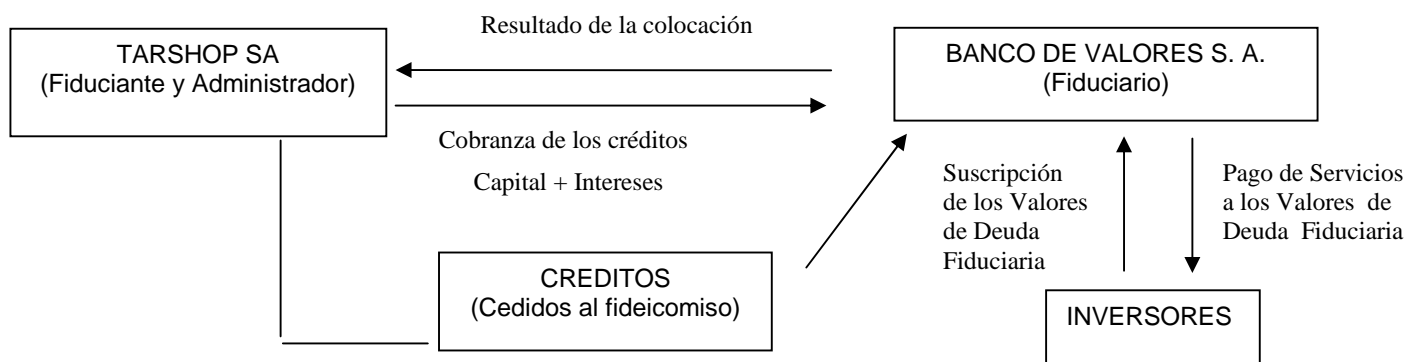 Resultado de la colocación
TARSHOP SA
(Fiduciante y Administrador)
BANCO DE VALORES S. A.
(Fiduciario)
Cobranza de los créditos
Capital + Intereses
Suscripción
de los Valores
de Deuda
Fiduciaria
Pago de Servicios
a los Valores de
Deuda Fiduciaria
CREDITOS
(Cedidos al fideicomiso)
INVERSORES